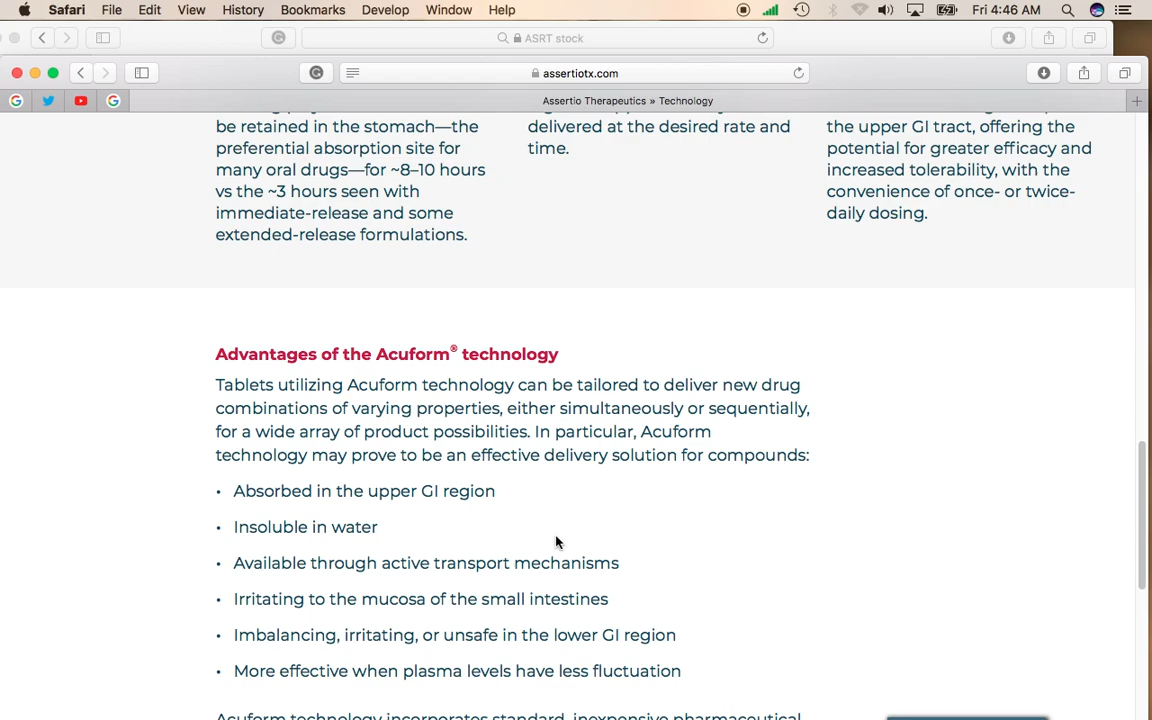 Safari File Edit View History Bookmarks Develop Window Help Fri 4:46 AM
ASRT stock
assertiotx.com
Assertio Therapeutics » Technology
be retained in the stomach—the
preferential absorption site for
many oral drugs—for ~8–10 hours
vs the ~3 hours seen with
immediate-release and some
extended-release formulations.
delivered at the desired rate and
time.
the upper GI tract, offering the
potential for greater efficacy and
increased tolerability, with the
convenience of once- or twice-
daily dosing.
Advantages of the Acuform® technology
Tablets utilizing Acuform technology can be tailored to deliver new drug
combinations of varying properties, either simultaneously or sequentially,
for a wide array of product possibilities. In particular, Acuform
technology may prove to be an effective delivery solution for compounds:
• Absorbed in the upper GI region
• Insoluble in water
• Available through active transport mechanisms
• Irritating to the mucosa of the small intestines
• Imbalancing, irritating, or unsafe in the lower GI region
• More effective when plasma levels have less fluctuation
Acuform technology incorporates standard, inexpensive pharmaceutical